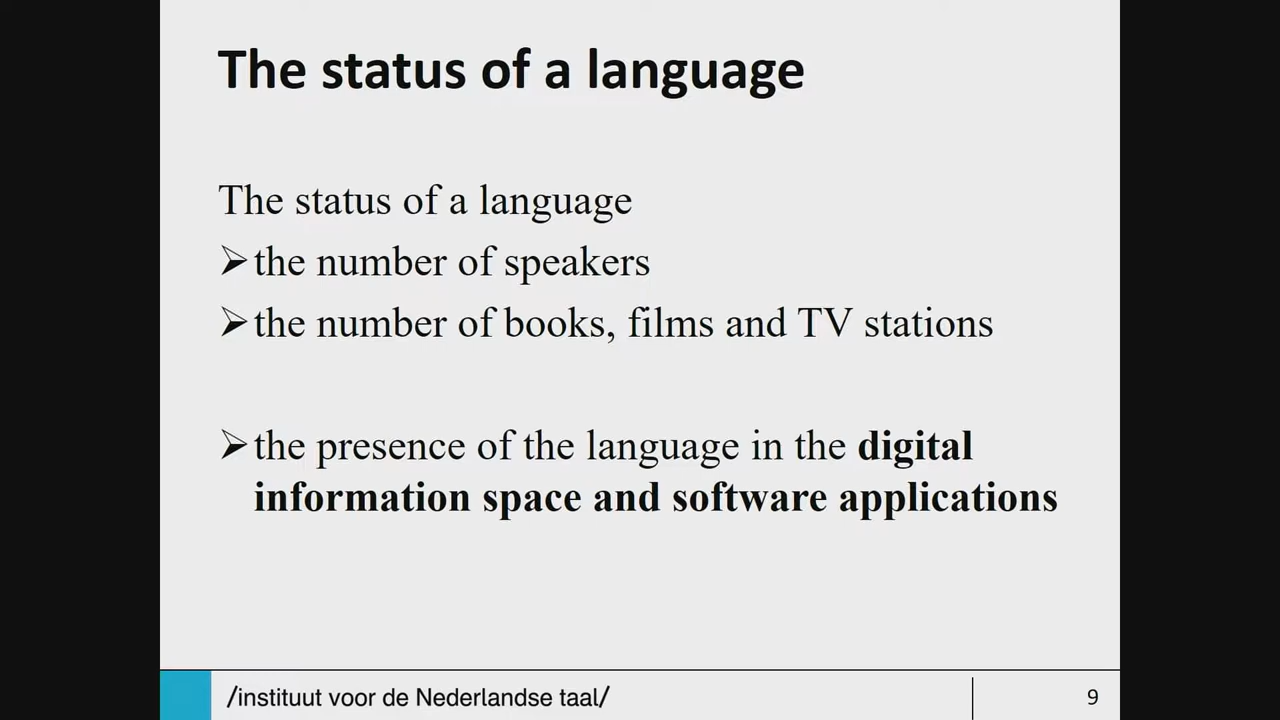 The status of a language
The status of a language
➢the number of speakers
➢the number of books, films and TV stations
➢the presence of the language in the digital
information space and software applications
/instituut voor de Nederlandse taal/
9